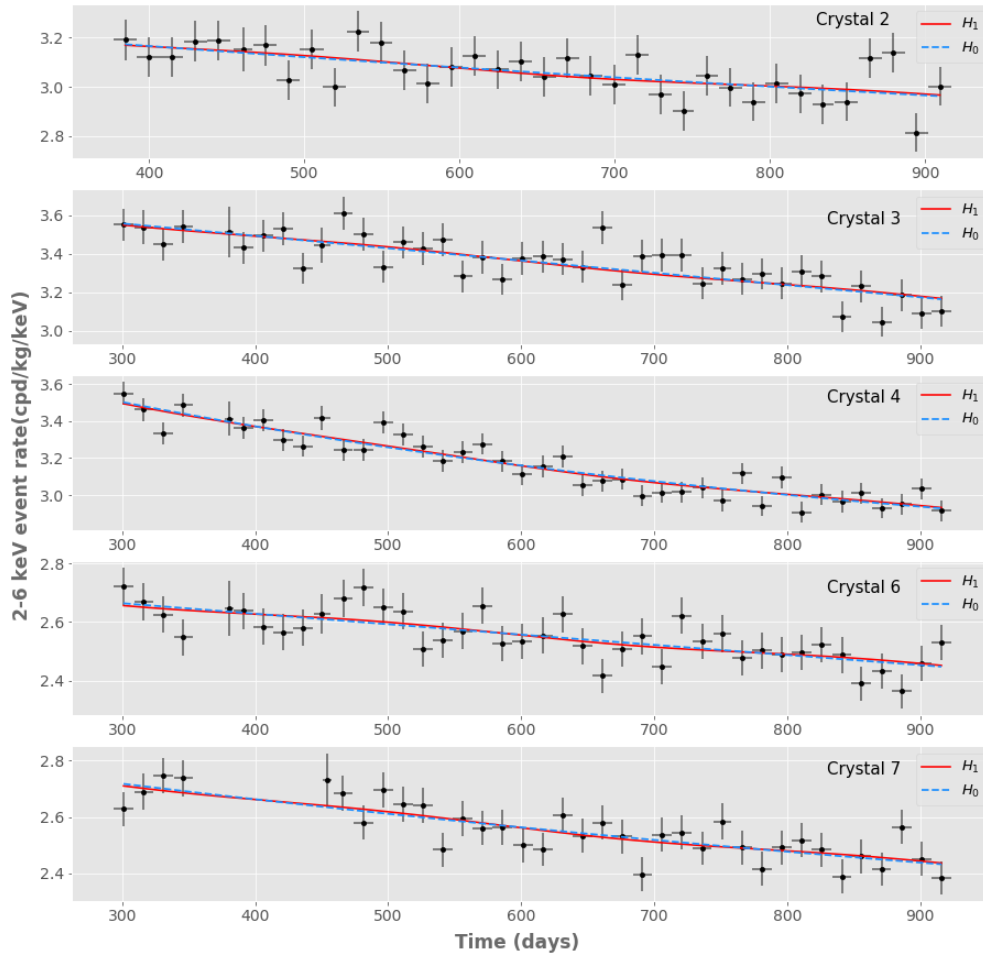 2-6 keV event rate(cpd/kg/keV)
Crystal 2
H₁
H₀
3.2
3.0
2.8
400 500 600 700 800 900
Crystal 3
H₁
H₀
3.6
3.4
3.2
3.0
300 400 500 600 700 800 900
Crystal 4
H₁
H₀
3.6
3.4
3.2
3.0
300 400 500 600 700 800 900
Crystal 6
H₁
H₀
2.8
2.6
2.4
300 400 500 600 700 800 900
Crystal 7
H₁
H₀
2.8
2.6
2.4
300 400 500 600 700 800 900
Time (days)